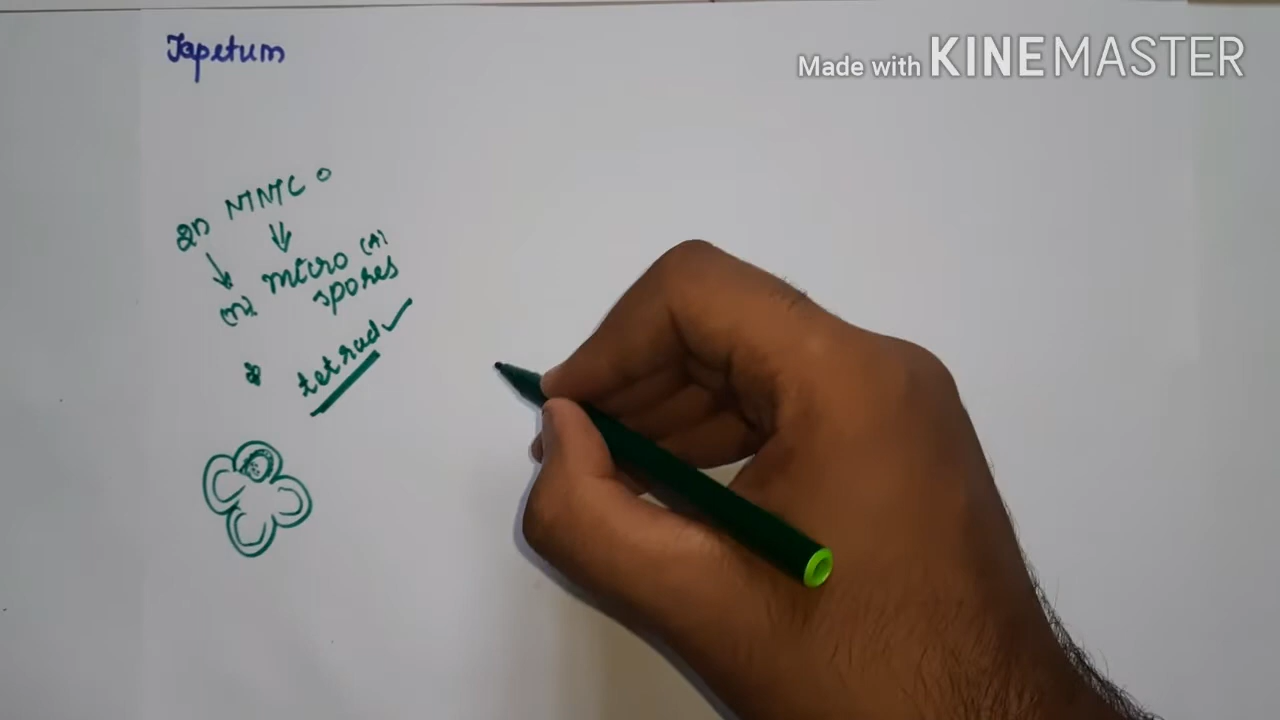 Tapetum
Made with KINEMASTER
2n MMC
micro (n)
(n) spores
tetrad ✓